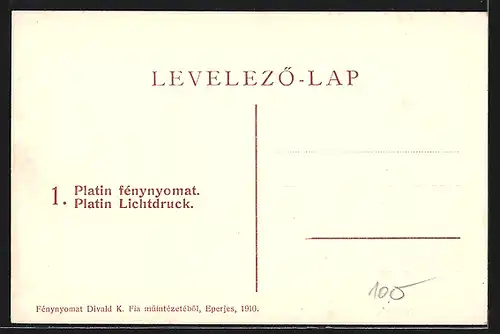 LEVELEZŐ-LAP
1. Platin fénynyomat.
Platin Lichtdruck.
Fénynyomat Divald K. Fia műintézetéből, Eperjes, 1910.
100